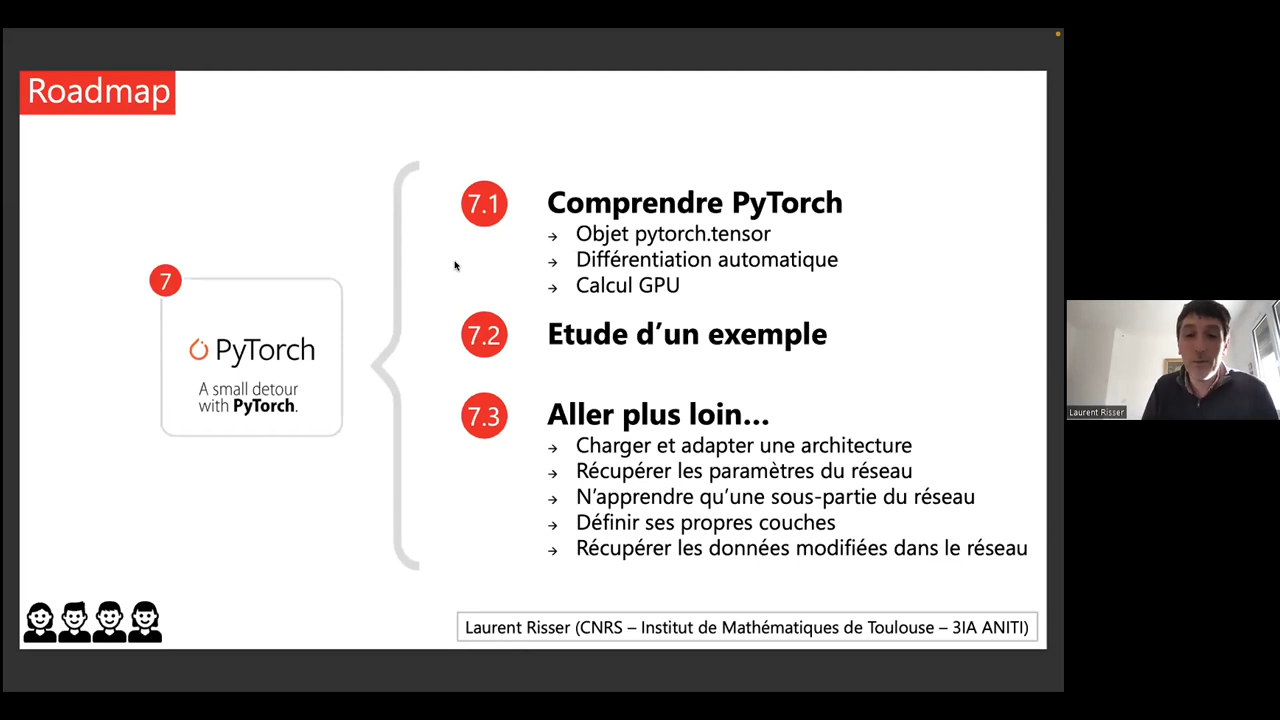 Roadmap
7
PyTorch
A small detour
with PyTorch.
7.1 Comprendre PyTorch
→ Objet pytorch.tensor
→ Différentiation automatique
→ Calcul GPU
7.2 Etude d’un exemple
7.3 Aller plus loin…
→ Charger et adapter une architecture
→ Récupérer les paramètres du réseau
→ N’apprendre qu’une sous-partie du réseau
→ Définir ses propres couches
→ Récupérer les données modifiées dans le réseau
Laurent Risser (CNRS – Institut de Mathématiques de Toulouse – 3IA ANITI)
Laurent Risser